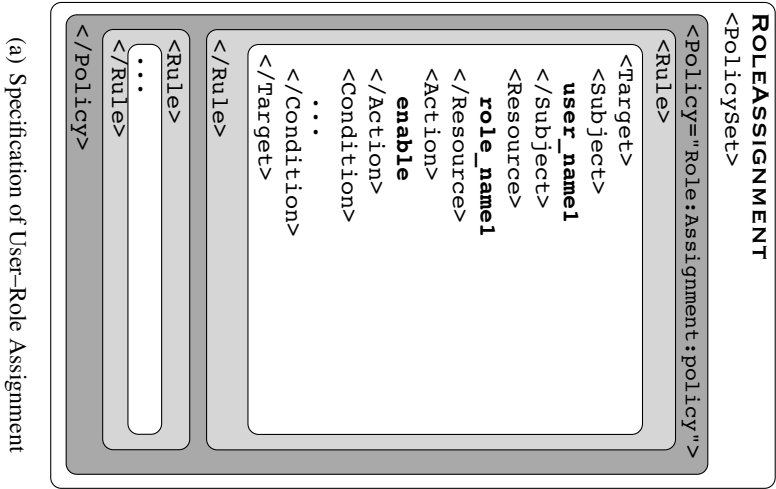 ROLEASSIGNMENT
<PolicySet>
<Policy="Role:Assignment:policy">
<Rule>
<Target>
<Subject>
user_name1
</Subject>
<Resource>
role_name1
</Resource>
<Action>
enable
</Action>
<Condition>
...
</Condition>
</Target>
</Rule>
<Rule>
...
</Rule>
</Policy>
(a) Specification of User–Role Assignment